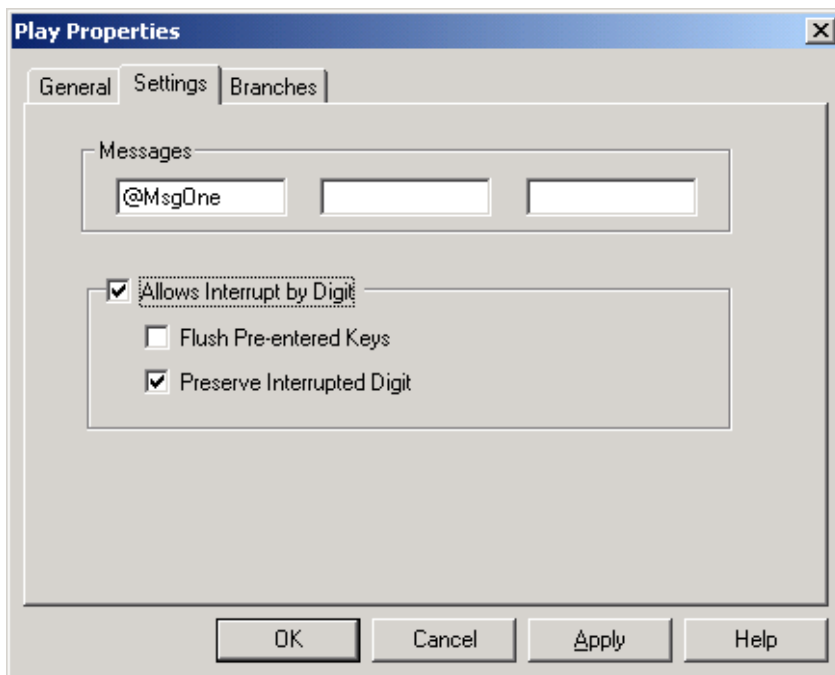 Play Properties
General Settings Branches
Messages
@MsgOne
Allows Interrupt by Digit
Flush Pre-entered Keys
Preserve Interrupted Digit
OK Cancel Apply Help